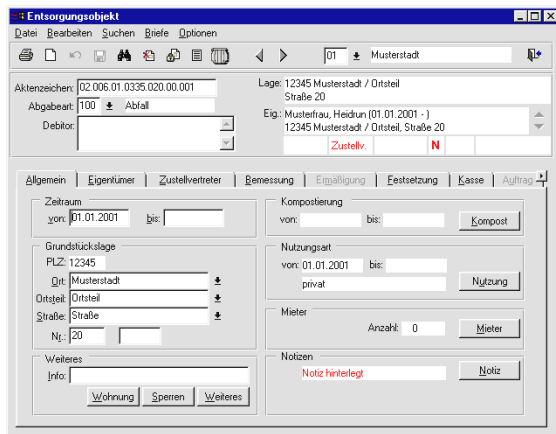 Entsorgungsobjekt
Datei Bearbeiten Suchen Briefe Optionen
01 Musterstadt
Aktenzeichen: 02.006.01.0335.020.00.001
Abgabeart: 100 Abfall
Debitor:
Lage: 12345 Musterstadt / Ortsteil
Straße 20
Eig.: Musterfrau, Heidrun (01.01.2001 - )
12345 Musterstadt / Ortsteil, Straße 20
Zustellv. N
Allgemein Eigentümer Zustellvertreter Bemessung Ermäßigung Festsetzung Kasse Auftrag
Zeitraum
von: 01.01.2001 bis:
Grundstückslage
PLZ: 12345
Ort: Musterstadt
Ortsteil: Ortsteil
Straße: Straße
Nr.: 20
Weiteres
Info:
Wohnung Sperren Weiteres
Kompostierung
von: bis: Kompost
Nutzungsart
von: 01.01.2001 bis:
privat Nutzung
Mieter
Anzahl: 0 Mieter
Notizen
Notiz hinterlegt Notiz